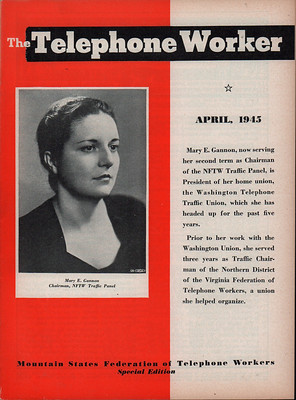 The Telephone Worker
APRIL, 1945
Mary E. Gannon, now serving
her second term as Chairman
of the NFTW Traffic Panel, is
President of her home union,
the Washington Telephone
Traffic Union, which she has
headed up for the past five
years.
Prior to her work with the
Washington Union, she served
three years as Traffic Chair-
man of the Northern District
of the Virginia Federation of
Telephone Workers, a union
she helped organize.
Mary E. Gannon
Chairman, NFTW Traffic Panel
Mountain States Federation of Telephone Workers
Special Edition